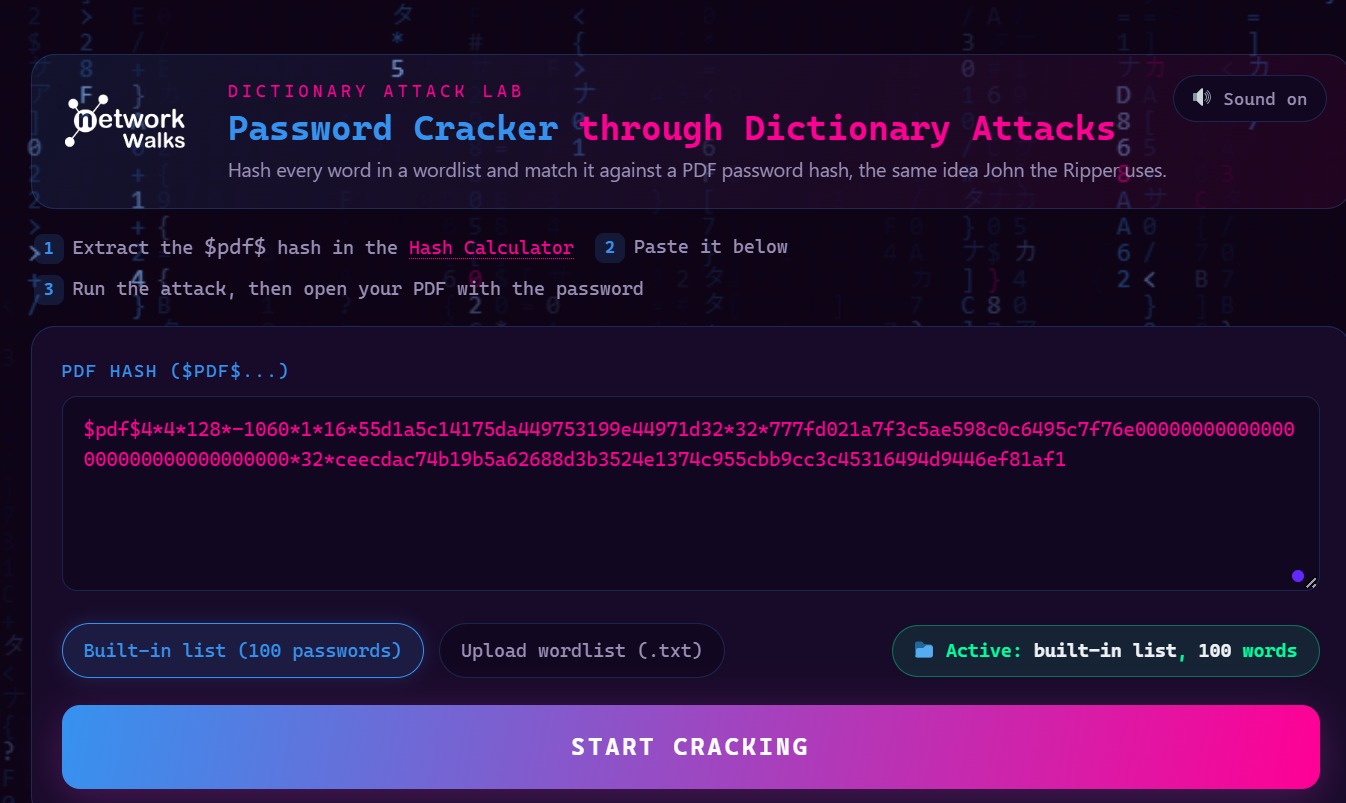 DICTIONARY ATTACK LAB
network
Walks
Password Cracker through Dictionary Attacks
Sound on
Hash every word in a wordlist and match it against a PDF password hash, the same idea John the Ripper uses.
1 Extract the $pdf$ hash in the Hash Calculator 2 Paste it below
3 Run the attack, then open your PDF with the password
PDF HASH ($PDF$...)
$pdf$4*4*128*-1060*1*16*55d1a5c14175da449753199e44971d32*32*777fd021a7f3c5ae598c0c6495c7f76e00000000000000
000000000000000000*32*ceecdac74b19b5a62688d3b3524e1374c955cbb9cc3c45316494d9446ef81af1
Built-in list (100 passwords)
Upload wordlist (.txt)
Active: built-in list, 100 words
START CRACKING